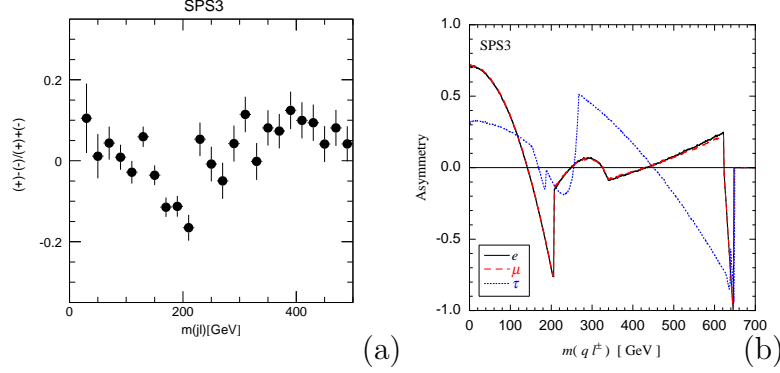 SPS3
(+)-(-)/(+)+(-)
0.2
0
-0.2
0
200
400
m(jl)[GeV]
(a)
SPS3
Asymmetry
1.0
0.5
0.0
-0.5
-1.0
e
μ
τ
0 100 200 300 400 500 600 700
m( q l± ) [ GeV ]
(b)